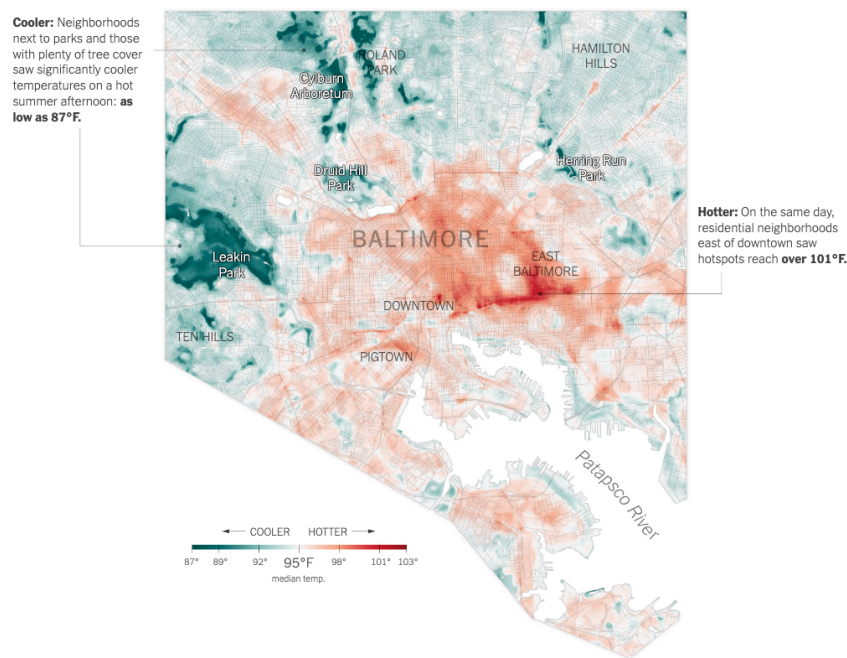 Cooler: Neighborhoods
next to parks and those
with plenty of tree cover
saw significantly cooler
temperatures on a hot
summer afternoon: as
low as 87°F.
ROLAND
PARK
HAMILTON
HILLS
Cylburn
Arboretum
Druid Hill
Park
Herring Run
Park
Hotter: On the same day,
residential neighborhoods
east of downtown saw
hotspots reach over 101°F.
BALTIMORE
Leakin
Park
EAST
BALTIMORE
DOWNTOWN
TEN HILLS
PIGTOWN
Patapsco River
COOLER HOTTER
87° 89° 92° 95°F 98° 101° 103°
median temp.